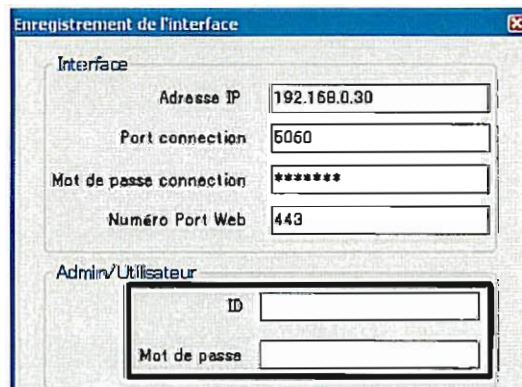 Enregistrement de l'interface
Interface
Adresse IP 192.168.0.30
Port connection 5060
Mot de passe connection *******
Numéro Port Web 443
Admin/Utilisateur
ID
Mot de passe